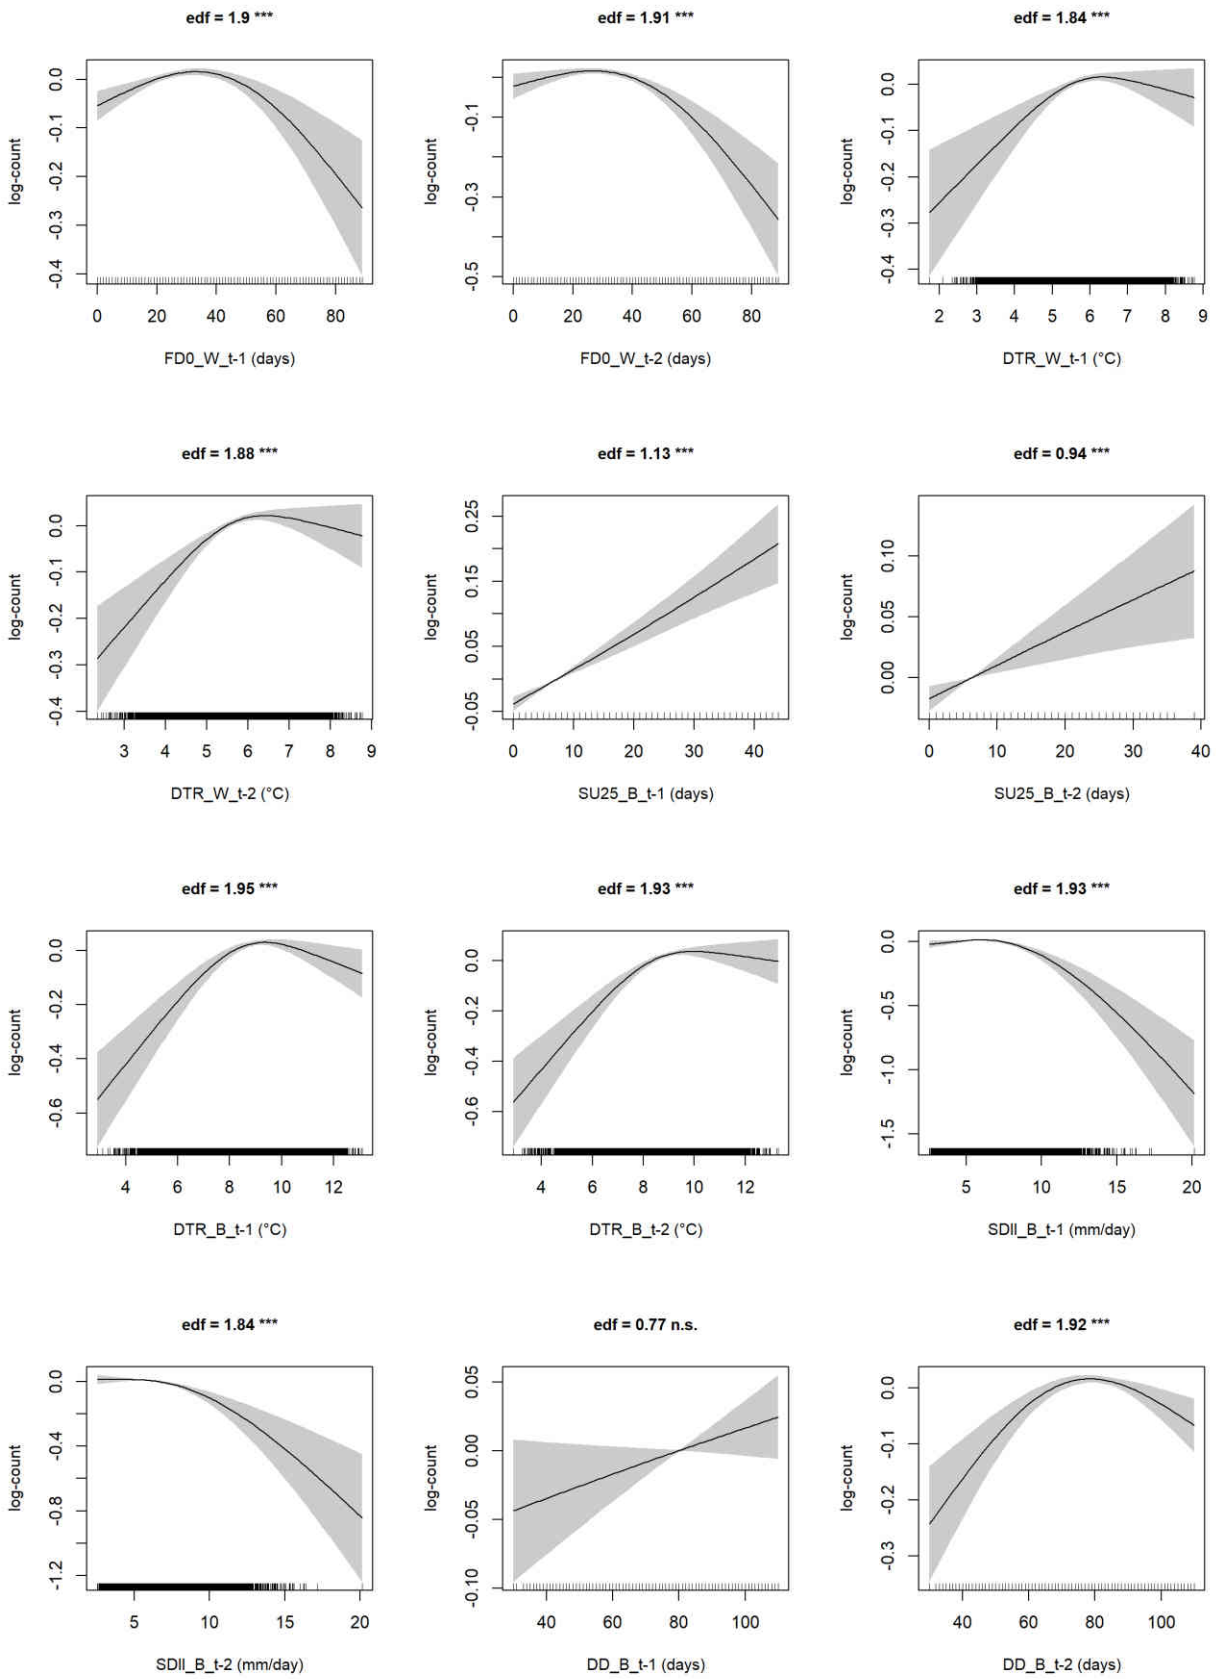 edf = 1.9 ***
edf = 1.91 ***
edf = 1.84 ***
log-count
0.0
-0.1
-0.2
-0.3
-0.4
0 20 40 60 80
FD0_W_t-1 (days)
log-count
-0.1
-0.3
-0.5
0 20 40 60 80
FD0_W_t-2 (days)
log-count
0.0
-0.1
-0.2
-0.3
-0.4
2 3 4 5 6 7 8 9
DTR_W_t-1 (°C)
edf = 1.88 ***
edf = 1.13 ***
edf = 0.94 ***
log-count
0.0
-0.1
-0.2
-0.3
-0.4
3 4 5 6 7 8 9
DTR_W_t-2 (°C)
log-count
0.25
0.15
0.05
-0.05
0 10 20 30 40
SU25_B_t-1 (days)
log-count
0.10
0.05
0.00
0 10 20 30 40
SU25_B_t-2 (days)
edf = 1.95 ***
edf = 1.93 ***
edf = 1.93 ***
log-count
0.0
-0.2
-0.4
-0.6
4 6 8 10 12
DTR_B_t-1 (°C)
log-count
0.0
-0.2
-0.4
-0.6
4 6 8 10 12
DTR_B_t-2 (°C)
log-count
0.0
-0.5
-1.0
-1.5
5 10 15 20
SDII_B_t-1 (mm/day)
edf = 1.84 ***
edf = 0.77 n.s.
edf = 1.92 ***
log-count
0.0
-0.4
-0.8
-1.2
5 10 15 20
SDII_B_t-2 (mm/day)
log-count
0.05
0.00
-0.05
-0.10
40 60 80 100
DD_B_t-1 (days)
log-count
0.0
-0.1
-0.2
-0.3
40 60 80 100
DD_B_t-2 (days)